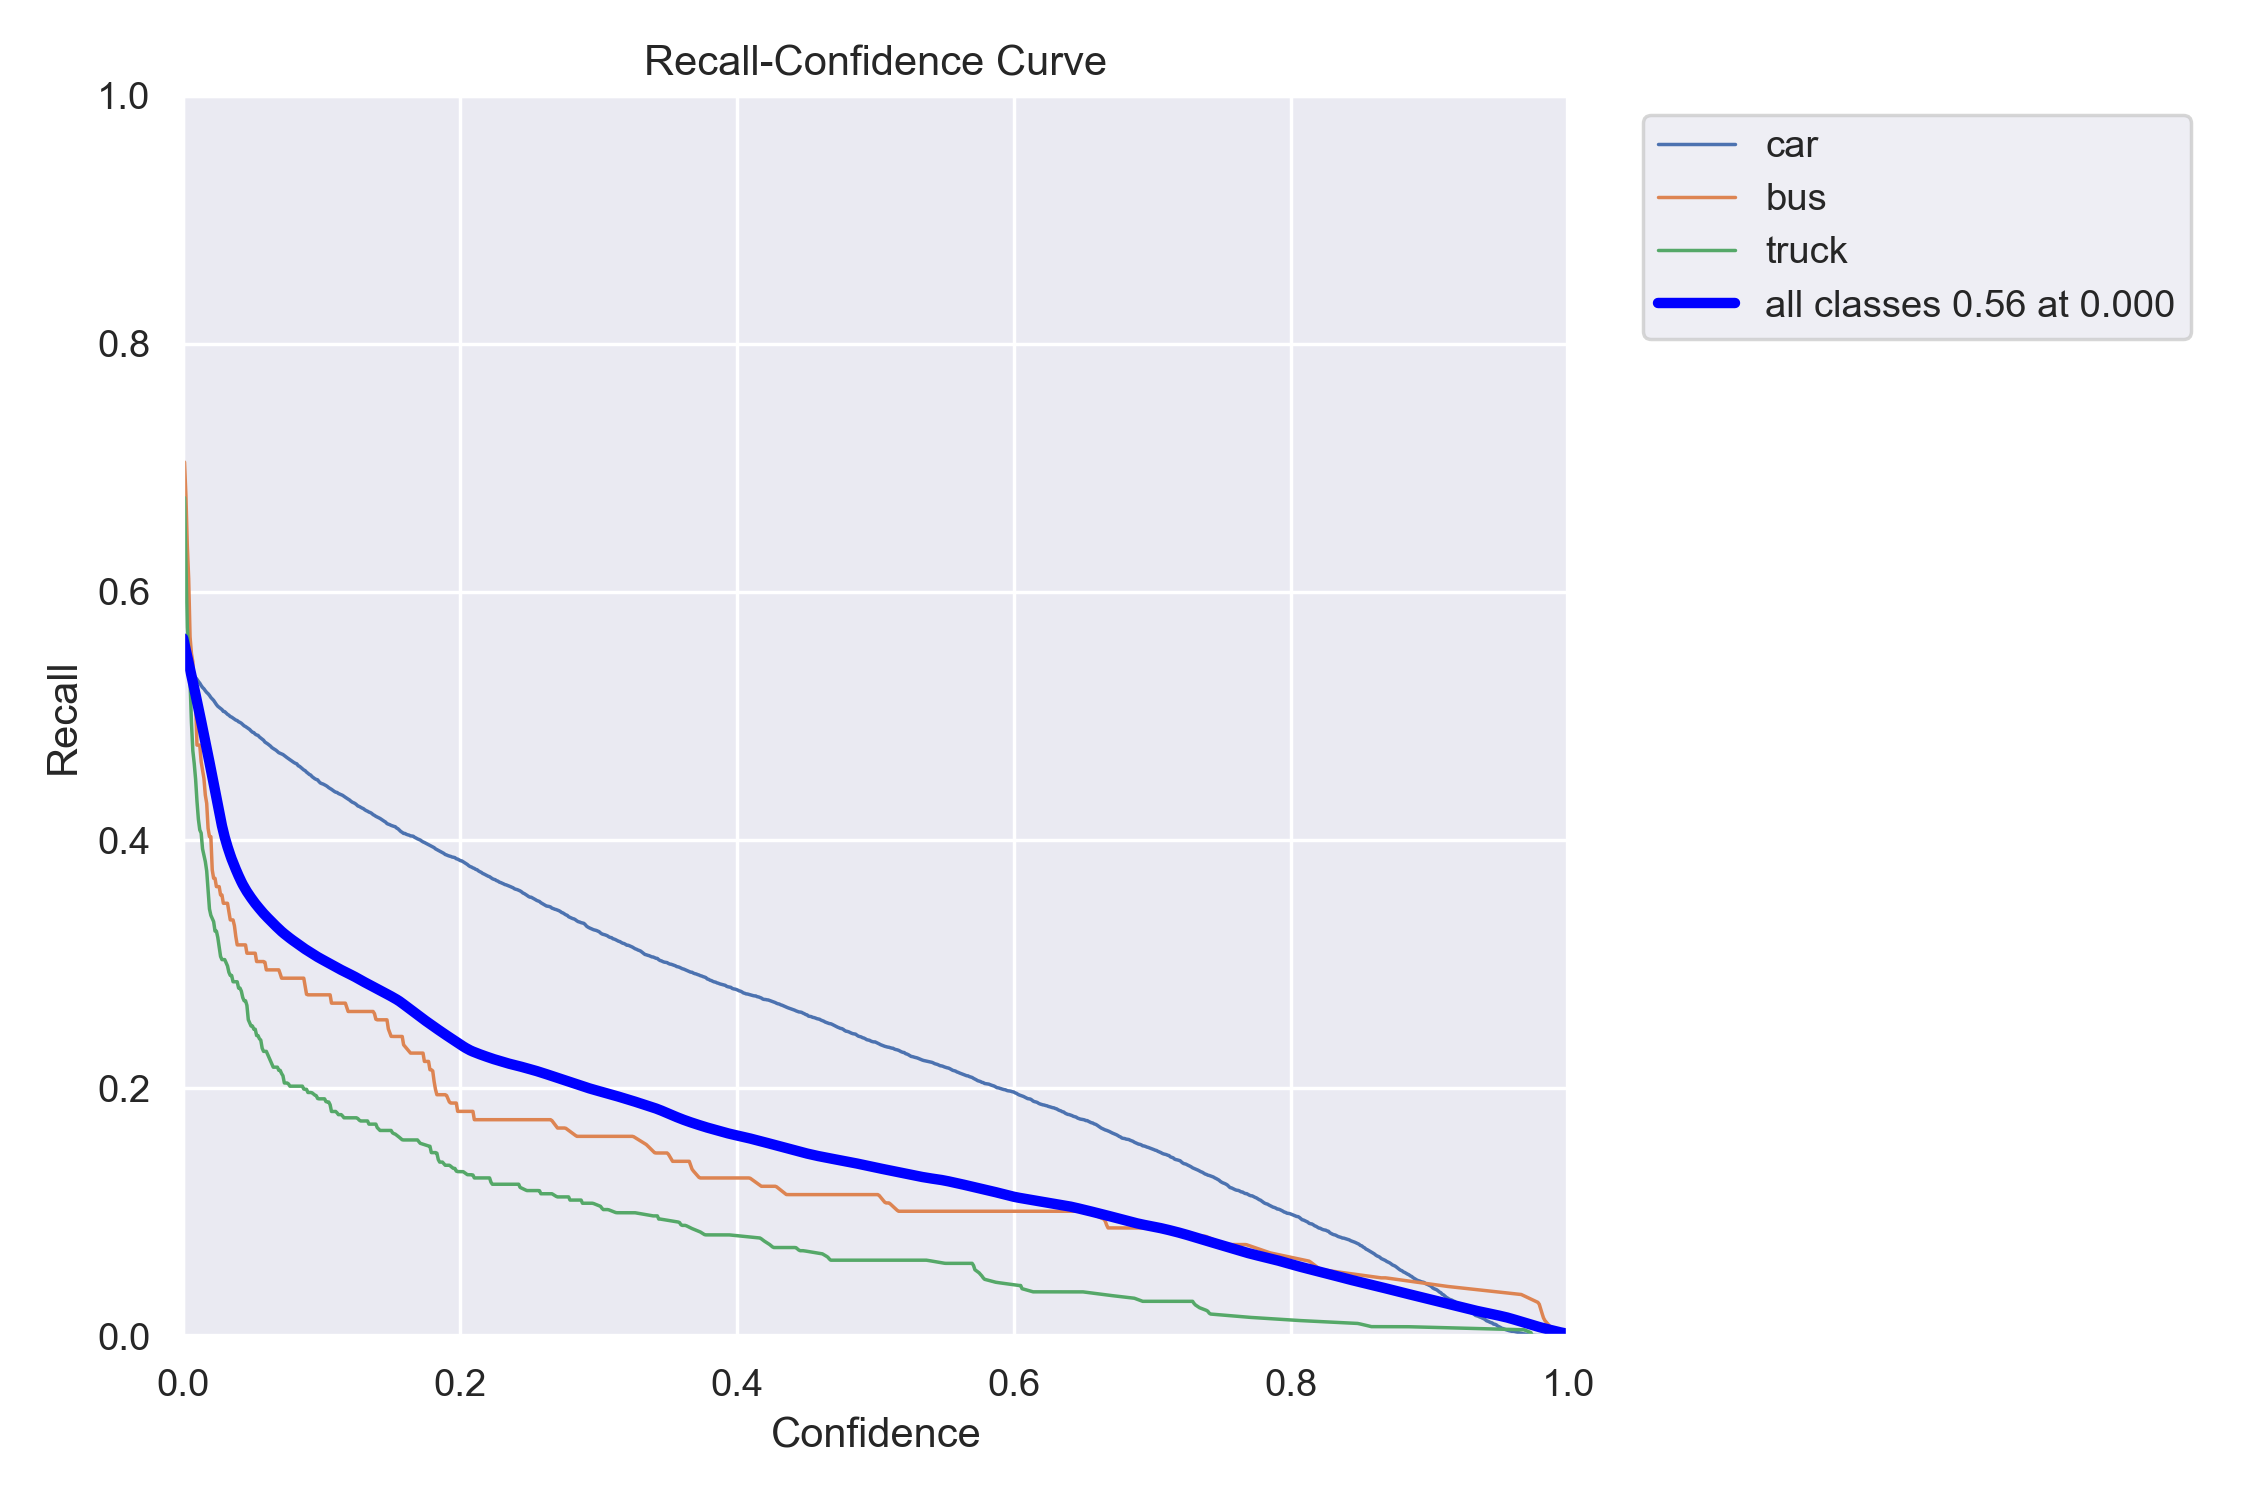 Recall-Confidence Curve
1.0
0.8
0.6
0.4
0.2
0.0
Recall
0.0 0.2 0.4 0.6 0.8 1.0
Confidence
car
bus
truck
all classes 0.56 at 0.000